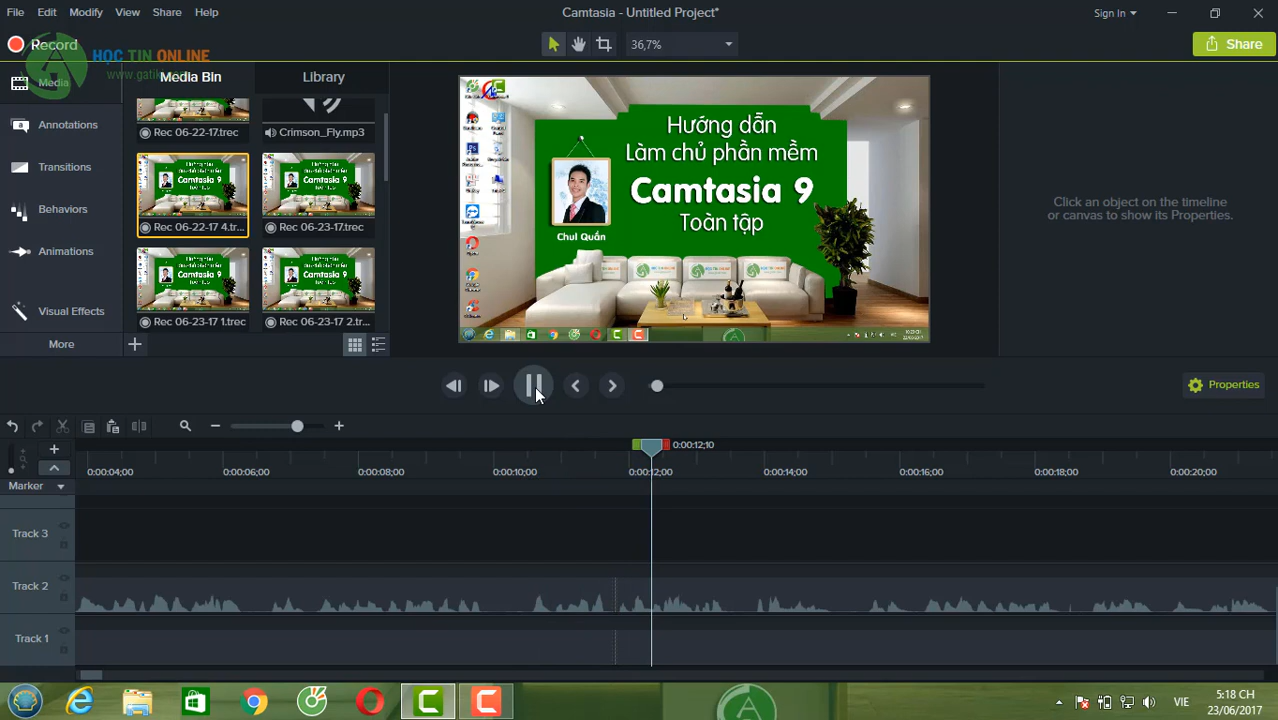 File Edit Modify View Share Help
Camtasia - Untitled Project*
Sign In
Record
HỌC TIN ONLINE
36,7%
Share
Media
Media Bin
Library
Annotations
Transitions
Behaviors
Animations
Visual Effects
More
Rec 06-22-17.trec
Crimson_Fly.mp3
Rec 06-22-17 4.tr...
Rec 06-23-17.trec
Rec 06-23-17 1.trec
Rec 06-23-17 2.tr...
Hướng dẫn
Làm chủ phần mềm
Camtasia 9
Toàn tập
Chul Quần
HỌC TIN ONLINE
Click an object on the timeline
or canvas to show its Properties.
Properties
0:00:12;10
0:00:04;00 0:00:06;00 0:00:08;00 0:00:10;00 0:00:12;00 0:00:14;00 0:00:16;00 0:00:18;00 0:00:20;00
Marker
Track 3
Track 2
Track 1
VIE
5:18 CH
23/06/2017